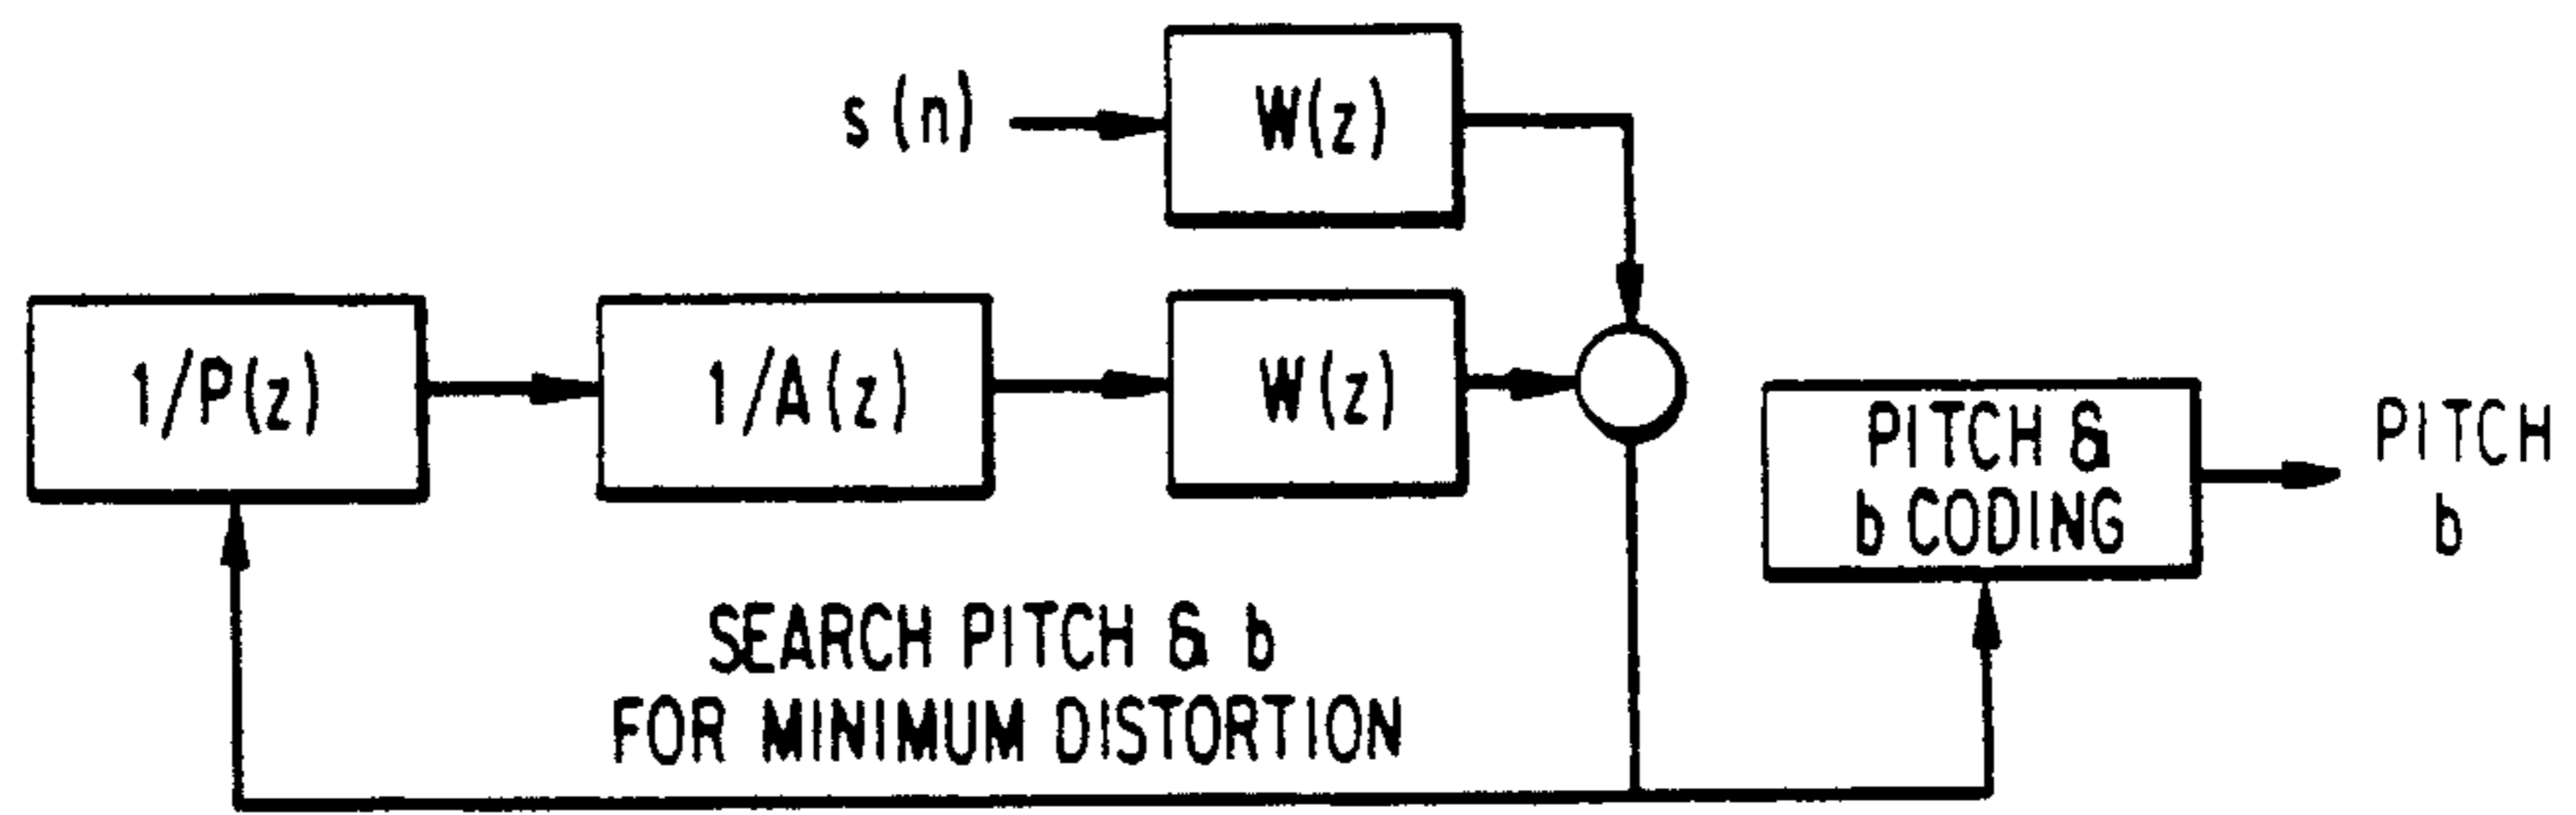 s(n)
W(z)
1/P(z)
1/A(z)
W(z)
PITCH &
b CODING
PITCH
b
SEARCH PITCH & b
FOR MINIMUM DISTORTION